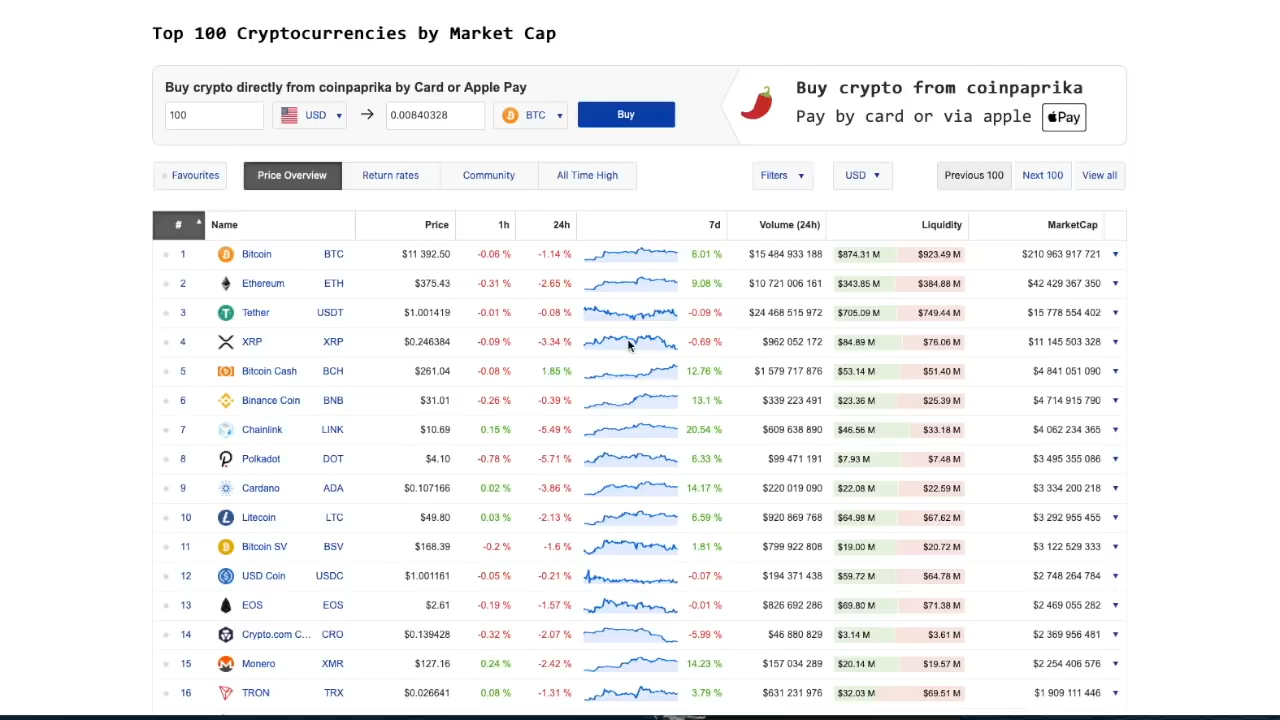 Top 100 Cryptocurrencies by Market Cap
Buy crypto directly from coinpaprika by Card or Apple Pay
100 USD 0.00840328 BTC Buy
Buy crypto from coinpaprika
Pay by card or via apple Pay
Favourites Price Overview Return rates Community All Time High Filters USD Previous 100 Next 100 View all
# Name Price 1h 24h 7d Volume (24h) Liquidity MarketCap
1 Bitcoin BTC $11 392.50 -0.06 % -1.14 % 6.01 % $15 484 933 188 $874.31 M $923.49 M $210 963 917 721
2 Ethereum ETH $375.43 -0.31 % -2.65 % 9.08 % $10 721 006 161 $343.85 M $384.88 M $42 429 367 350
3 Tether USDT $1.001419 -0.01 % -0.08 % -0.09 % $24 468 515 972 $705.09 M $749.44 M $15 778 554 402
4 XRP XRP $0.246384 -0.09 % -3.34 % -0.69 % $962 052 172 $84.89 M $76.06 M $11 145 503 328
5 Bitcoin Cash BCH $261.04 -0.08 % 1.85 % 12.76 % $1 579 717 876 $53.14 M $51.40 M $4 841 051 090
6 Binance Coin BNB $31.01 -0.26 % -0.39 % 13.1 % $339 223 491 $23.36 M $25.39 M $4 714 915 790
7 Chainlink LINK $10.69 0.15 % -5.49 % 20.54 % $609 638 890 $46.56 M $33.18 M $4 062 234 365
8 Polkadot DOT $4.10 -0.78 % -5.71 % 6.33 % $99 471 191 $7.93 M $7.48 M $3 495 355 086
9 Cardano ADA $0.107166 0.02 % -3.86 % 14.17 % $220 019 090 $22.08 M $22.59 M $3 334 200 218
10 Litecoin LTC $49.80 0.03 % -2.13 % 6.59 % $920 869 768 $64.98 M $67.62 M $3 292 955 455
11 Bitcoin SV BSV $168.39 -0.2 % -1.6 % 1.81 % $799 922 808 $19.00 M $20.72 M $3 122 529 333
12 USD Coin USDC $1.001161 -0.05 % -0.21 % -0.07 % $194 371 438 $59.72 M $64.78 M $2 748 264 784
13 EOS EOS $2.61 -0.19 % -1.57 % -0.01 % $826 692 286 $69.80 M $71.38 M $2 469 055 282
14 Crypto.com C... CRO $0.139428 -0.32 % -2.07 % -5.99 % $46 880 829 $3.14 M $3.61 M $2 369 956 481
15 Monero XMR $127.16 0.24 % -2.42 % 14.23 % $157 034 289 $20.14 M $19.57 M $2 254 406 576
16 TRON TRX $0.026641 0.08 % -1.31 % 3.79 % $631 231 976 $32.03 M $69.51 M $1 909 111 446